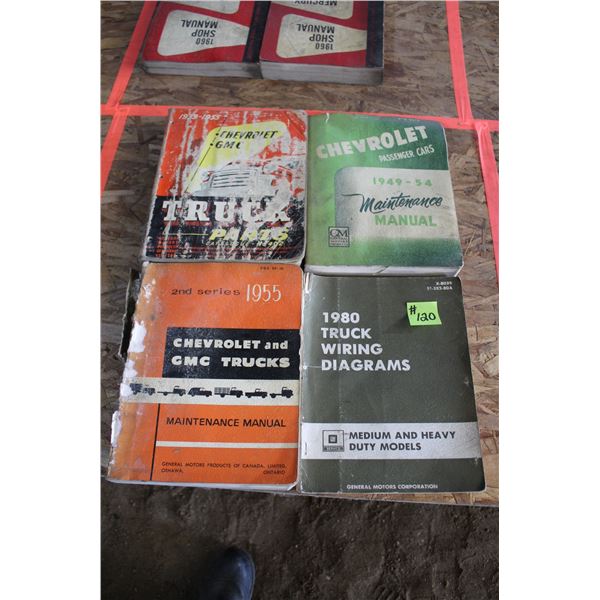 1960
SHOP
MANUAL
MERCURY
1960
SHOP
MANUAL
CHEVROLET
GMC
TRUCK
PARTS
CHEVROLET
PASSENGER CARS
1949-54
Maintenance
MANUAL
GM
2nd series 1955
CHEVROLET and
GMC TRUCKS
MAINTENANCE MANUAL
GENERAL MOTORS PRODUCTS OF CANADA, LIMITED,
OSHAWA, ONTARIO
#120
1980
TRUCK
WIRING
DIAGRAMS
MEDIUM AND HEAVY
DUTY MODELS
GENERAL MOTORS CORPORATION